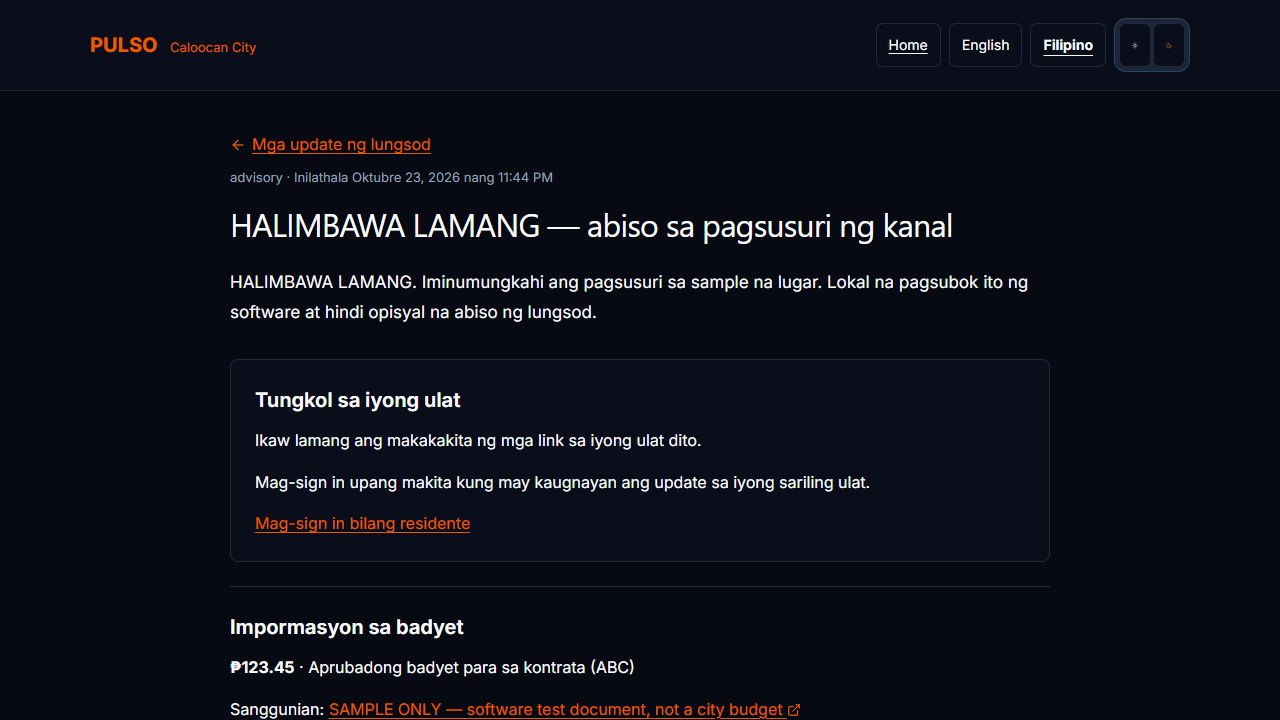 PULSO Caloocan City
Home English Filipino
← Mga update ng lungsod
advisory · Inilathala Oktubre 23, 2026 nang 11:44 PM
HALIMBAWA LAMANG — abiso sa pagsusuri ng kanal
HALIMBAWA LAMANG. Iminumungkahi ang pagsusuri sa sample na lugar. Lokal na pagsubok ito ng
software at hindi opisyal na abiso ng lungsod.
Tungkol sa iyong ulat
Ikaw lamang ang makakakita ng mga link sa iyong ulat dito.
Mag-sign in upang makita kung may kaugnayan ang update sa iyong sariling ulat.
Mag-sign in bilang residente
Impormasyon sa badyet
₱123.45 · Aprubadong badyet para sa kontrata (ABC)
Sanggunian: SAMPLE ONLY — software test document, not a city budget